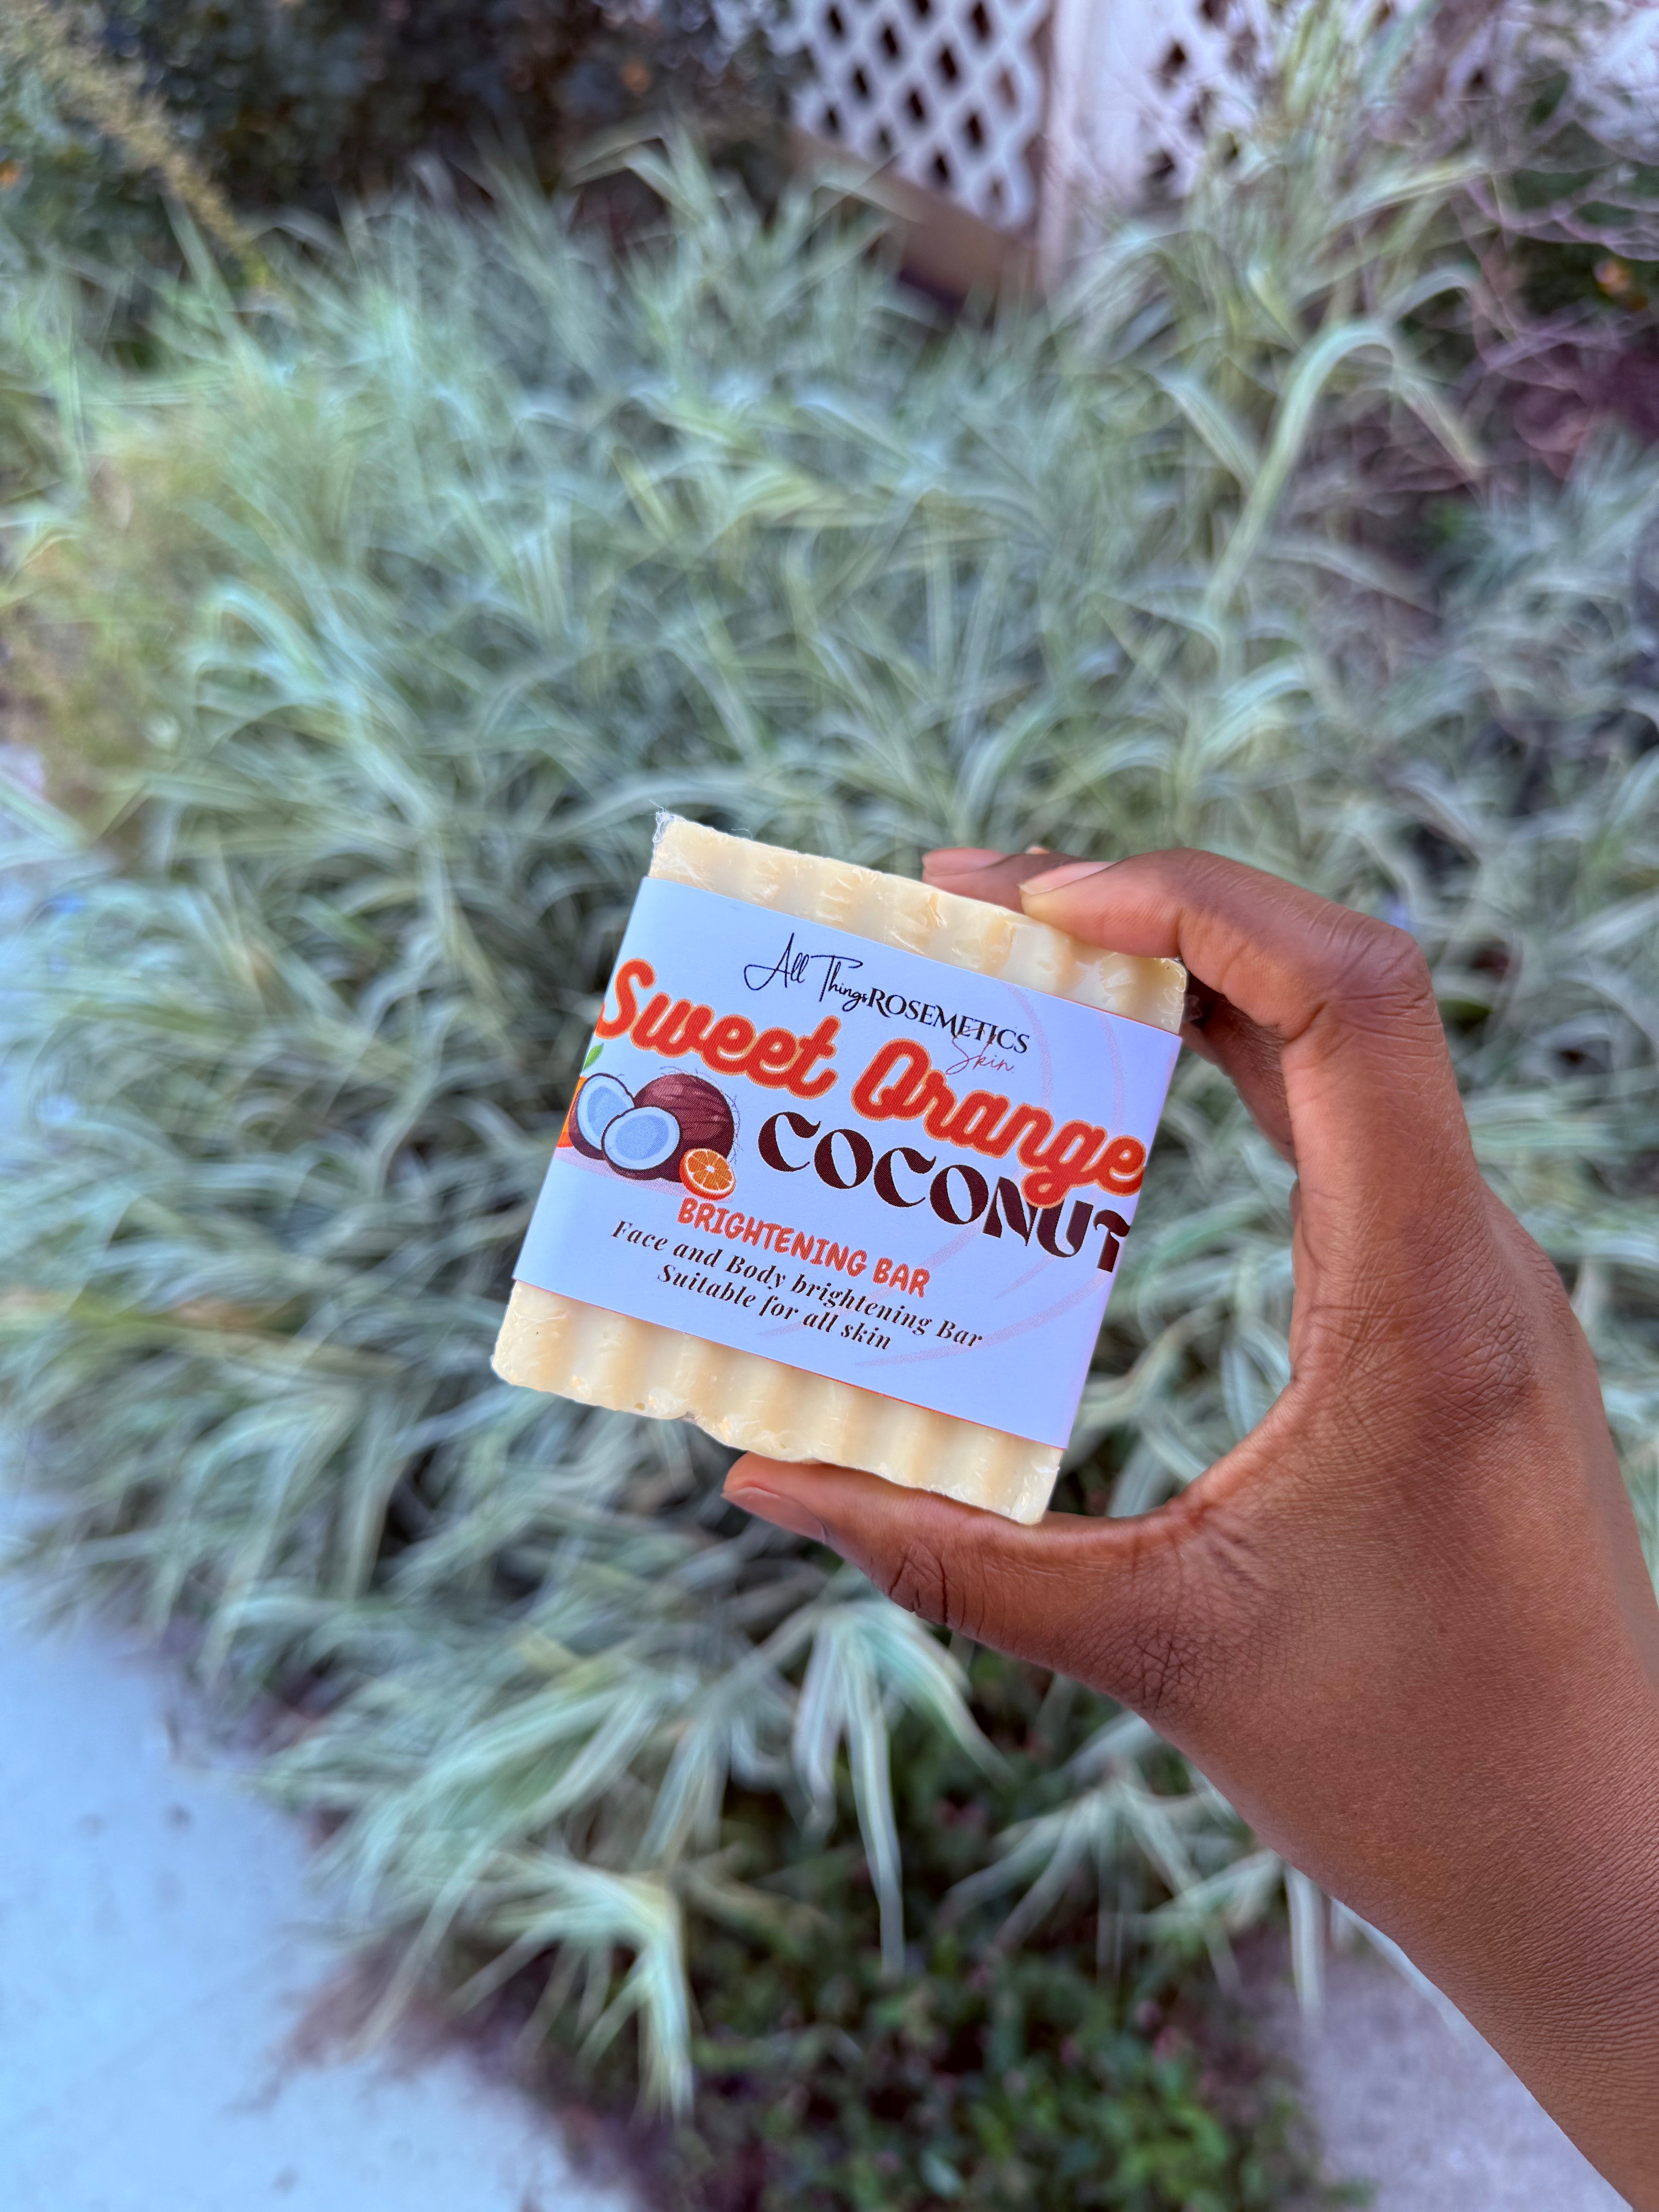 All Things ROSEMETICS
Skin
Sweet Orange
COCONUT
BRIGHTENING BAR
Face and Body brightening Bar
Suitable for all skin